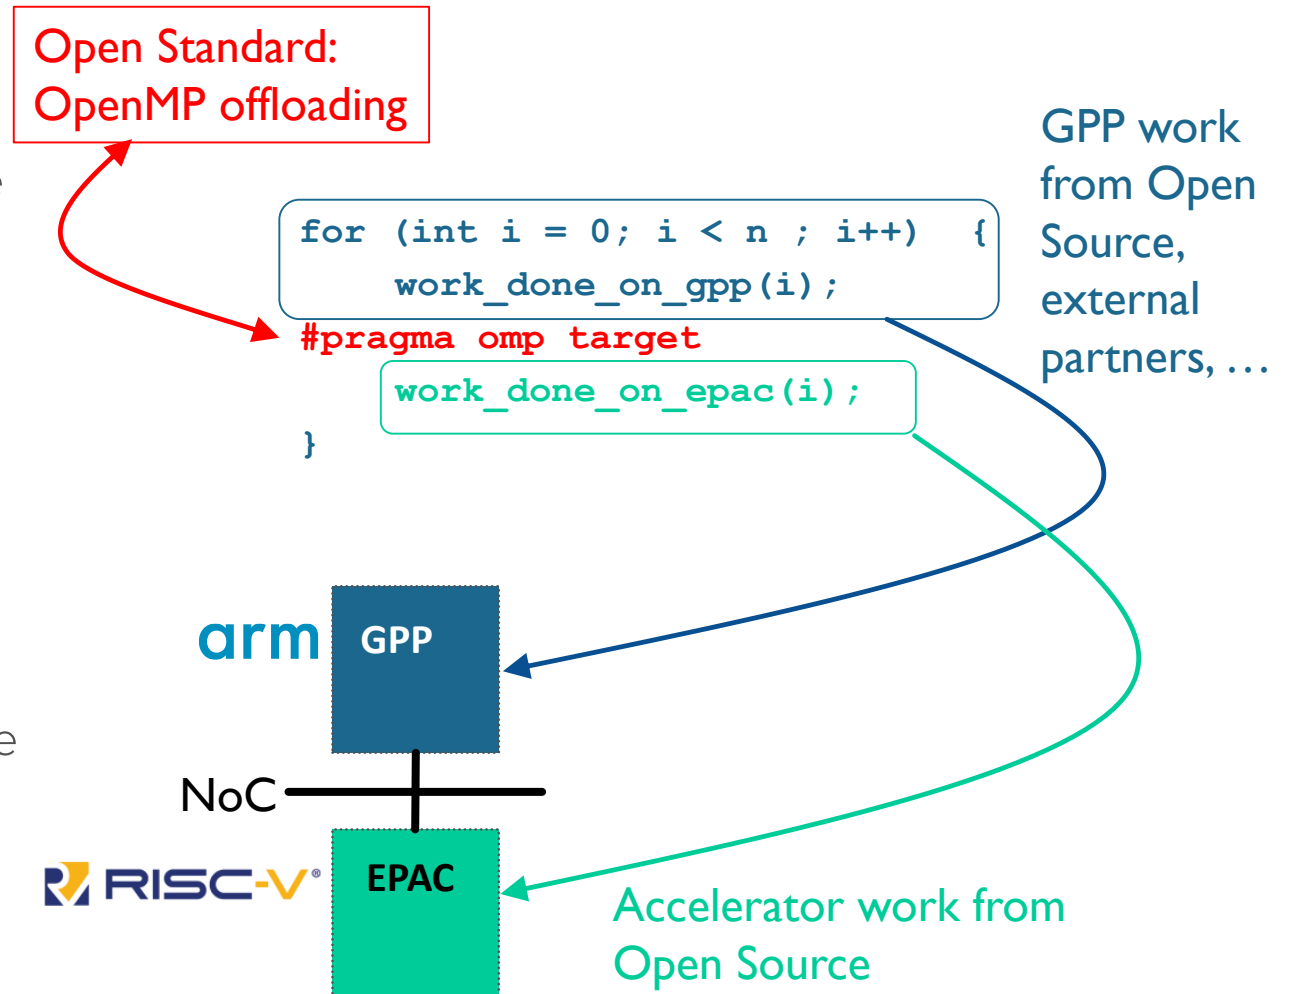 Open Standard:
OpenMP offloading
GPP work
from Open
Source,
external
partners, …
for (int i = 0; i < n ; i++) {
work_done_on_gpp(i);
#pragma omp target
work_done_on_epac(i);
}
arm
GPP
NoC
RISC-V®
EPAC
Accelerator work from
Open Source